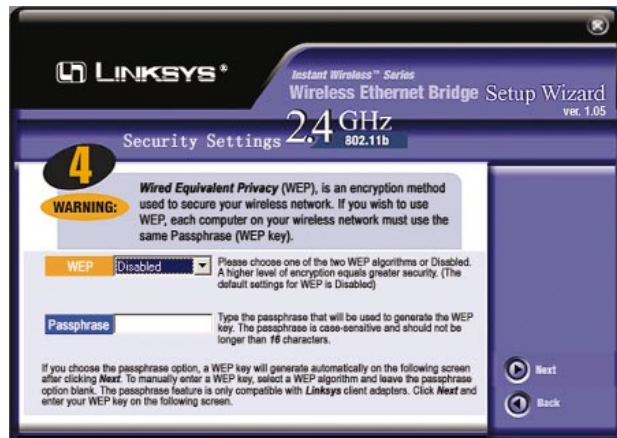 LINKSYS®
Instant Wireless™ Series
Wireless Ethernet Bridge Setup Wizard
ver. 1.05
2.4 GHz
802.11b
Security Settings
4
WARNING:
Wired Equivalent Privacy (WEP), is an encryption method
used to secure your wireless network. If you wish to use
WEP, each computer on your wireless network must use the
same Passphrase (WEP key).
WEP
Disabled
Please choose one of the two WEP algorithms or Disabled.
A higher level of encryption equals greater security. (The
default settings for WEP is Disabled)
Passphrase
Type the passphrase that will be used to generate the WEP
key. The passphrase is case-sensitive and should not be
longer than 16 characters.
If you choose the passphrase option, a WEP key will generate automatically on the following screen
after clicking Next. To manually enter a WEP key, select a WEP algorithm and leave the passphrase
option blank. The passphrase feature is only compatible with Linksys client adapters. Click Next and
enter your WEP key on the following screen.
Next
Back